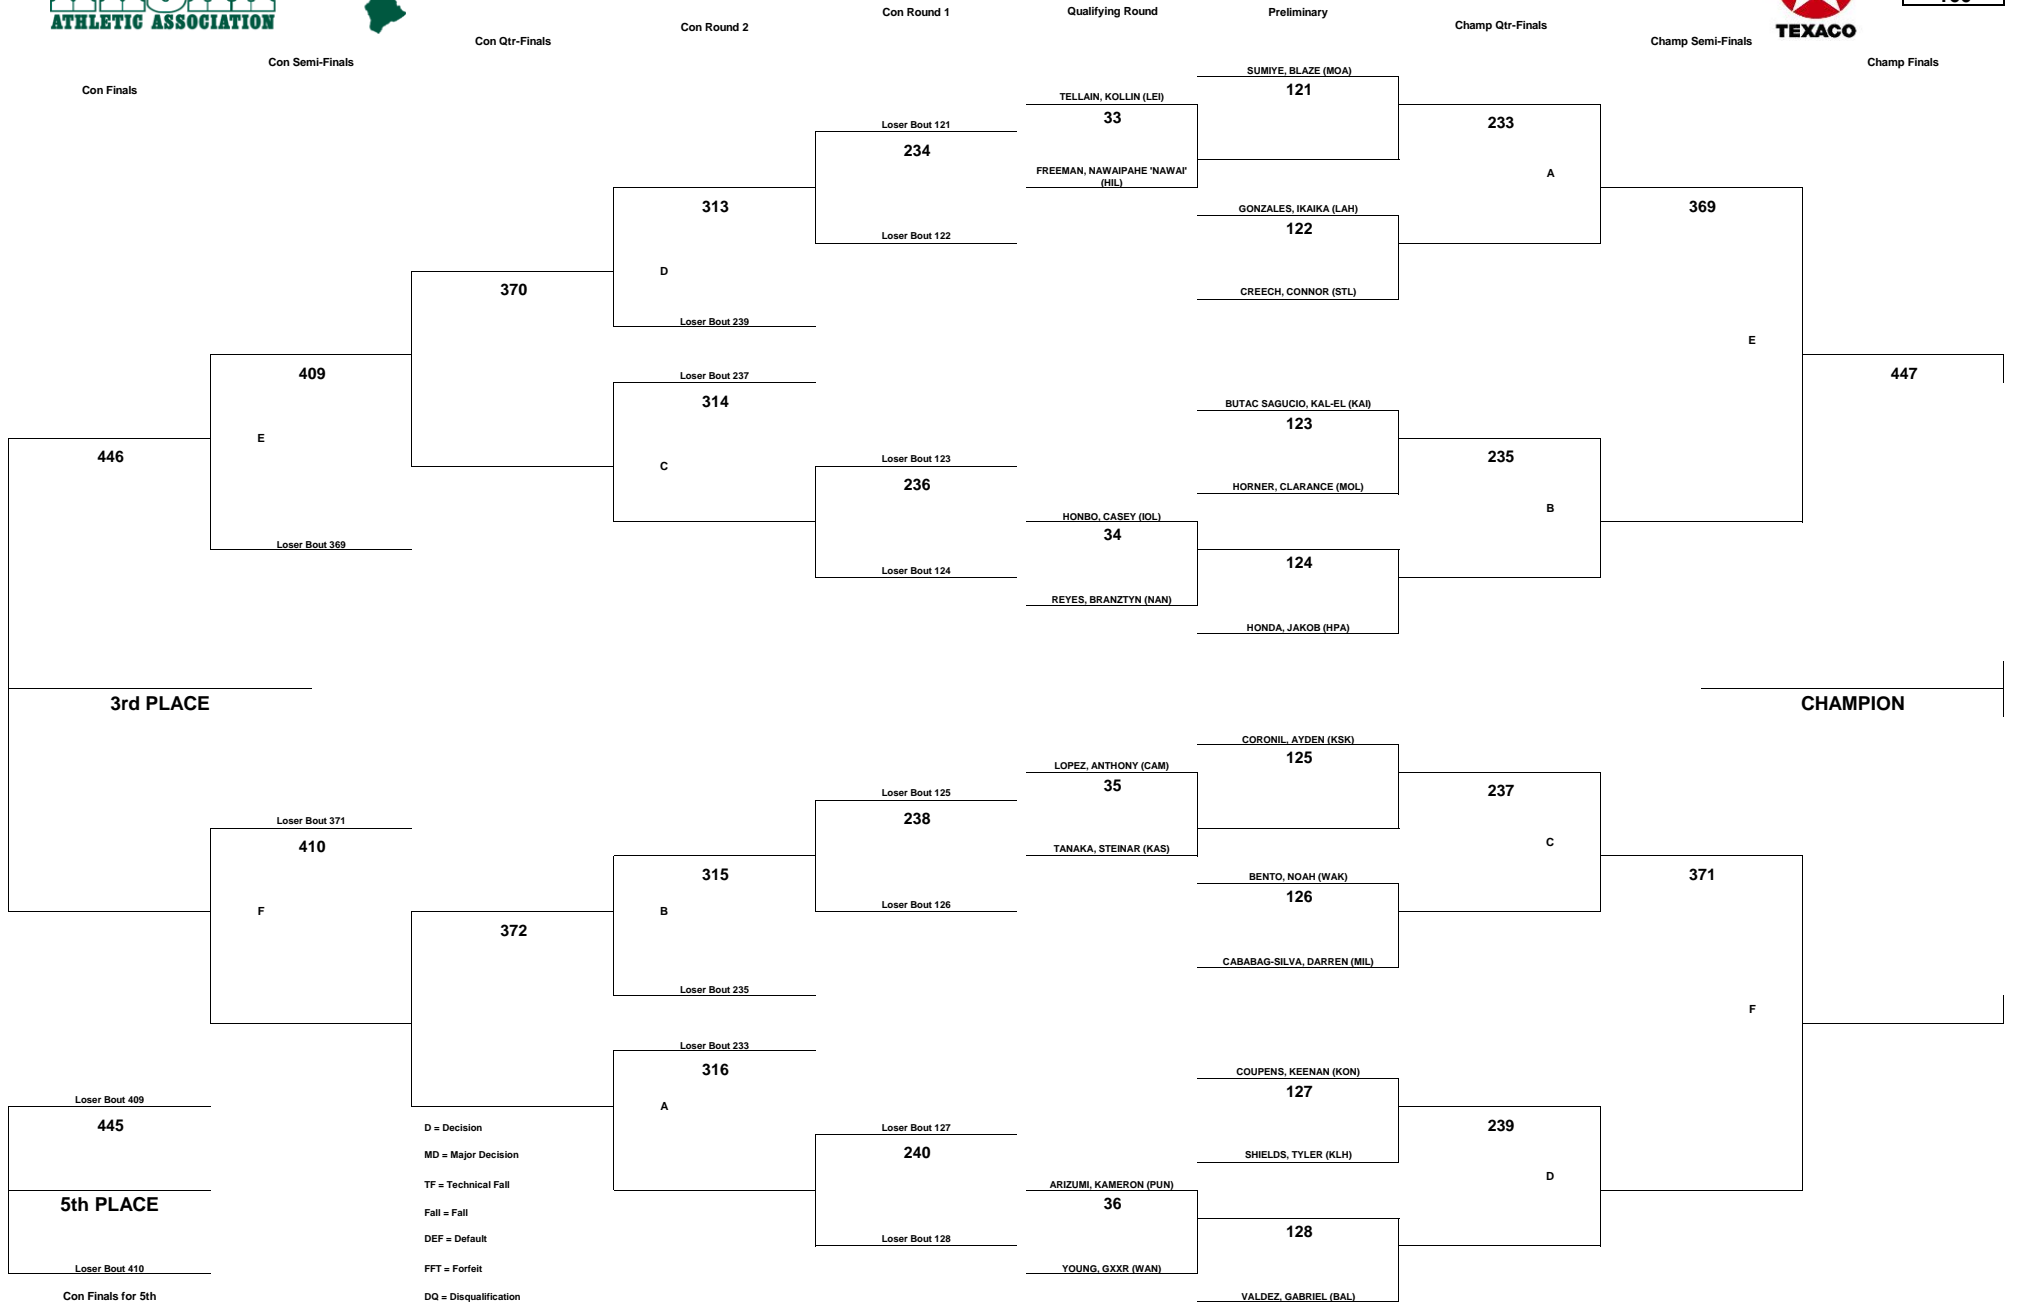 ATHLETIC ASSOCIATION
TEXACO
Con Finals
Con Semi-Finals
Con Qtr-Finals
Con Round 2
Con Round 1
Qualifying Round
Preliminary
Champ Qtr-Finals
Champ Semi-Finals
Champ Finals
SUMIYE, BLAZE (MOA)
121
TELLAIN, KOLLIN (LEI)
33
FREEMAN, NAWAIPAHE 'NAWAI'
(HIL)
GONZALES, IKAIKA (LAH)
122
CREECH, CONNOR (STL)
BUTAC SAGUCIO, KAL-EL (KAI)
123
HORNER, CLARANCE (MOL)
HONBO, CASEY (IOL)
34
REYES, BRANZTYN (NAN)
124
HONDA, JAKOB (HPA)
CORONIL, AYDEN (KSK)
125
LOPEZ, ANTHONY (CAM)
35
TANAKA, STEINAR (KAS)
BENTO, NOAH (WAK)
126
CABABAG-SILVA, DARREN (MIL)
COUPENS, KEENAN (KON)
127
SHIELDS, TYLER (KLH)
ARIZUMI, KAMERON (PUN)
36
YOUNG, GXXR (WAN)
128
VALDEZ, GABRIEL (BAL)
233
A
235
B
237
C
239
D
369
E
371
F
447
CHAMPION
Loser Bout 121
234
Loser Bout 122
Loser Bout 123
236
Loser Bout 124
Loser Bout 125
238
Loser Bout 126
Loser Bout 127
240
Loser Bout 128
313
D
Loser Bout 239
Loser Bout 237
314
C
315
B
Loser Bout 235
Loser Bout 233
316
A
370
372
409
E
Loser Bout 369
Loser Bout 371
410
F
446
3rd PLACE
Loser Bout 409
445
5th PLACE
Loser Bout 410
Con Finals for 5th
D = Decision
MD = Major Decision
TF = Technical Fall
Fall = Fall
DEF = Default
FFT = Forfeit
DQ = Disqualification